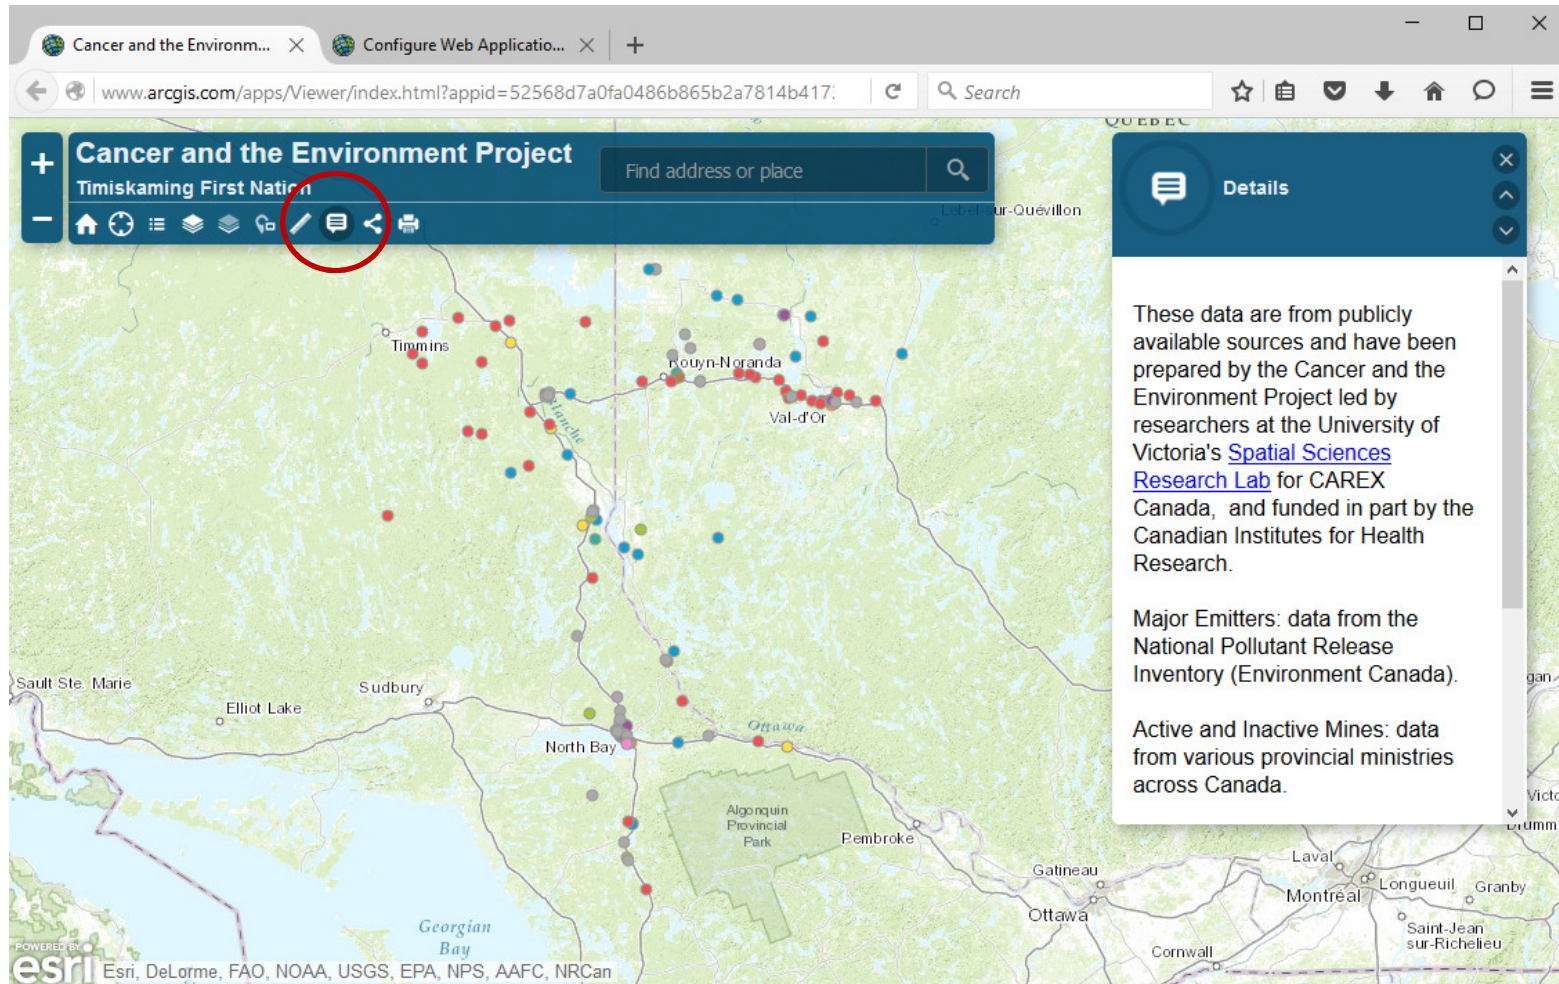 Cancer and the Environm...
Configure Web Applicatio...
www.arcgis.com/apps/Viewer/index.html?appid=52568d7a0fa0486b865b2a7814b417
Search
QUEBEC
Cancer and the Environment Project
Timiskaming First Nation
Find address or place
Details
Lebel-sur-Quévillon
These data are from publicly
available sources and have been
prepared by the Cancer and the
Environment Project led by
researchers at the University of
Victoria's Spatial Sciences
Research Lab for CAREX
Canada,  and funded in part by the
Canadian Institutes for Health
Research.
Major Emitters: data from the
National Pollutant Release
Inventory (Environment Canada).
Active and Inactive Mines: data
from various provincial ministries
across Canada.
Timmins
Rouyn-Noranda
Blanche
Val-d'Or
Sault Ste. Marie
Elliot Lake
Sudbury
North Bay
Ottawa
Algonquin
Provincial
Park
Pembroke
Gatineau
Ottawa
Laval
Montréal
Longueuil
Granby
Saint-Jean
sur-Richelieu
Cornwall
Georgian
Bay
gan
Victo
Drumm
POWERED BY
esri
Esri, DeLorme, FAO, NOAA, USGS, EPA, NPS, AAFC, NRCan